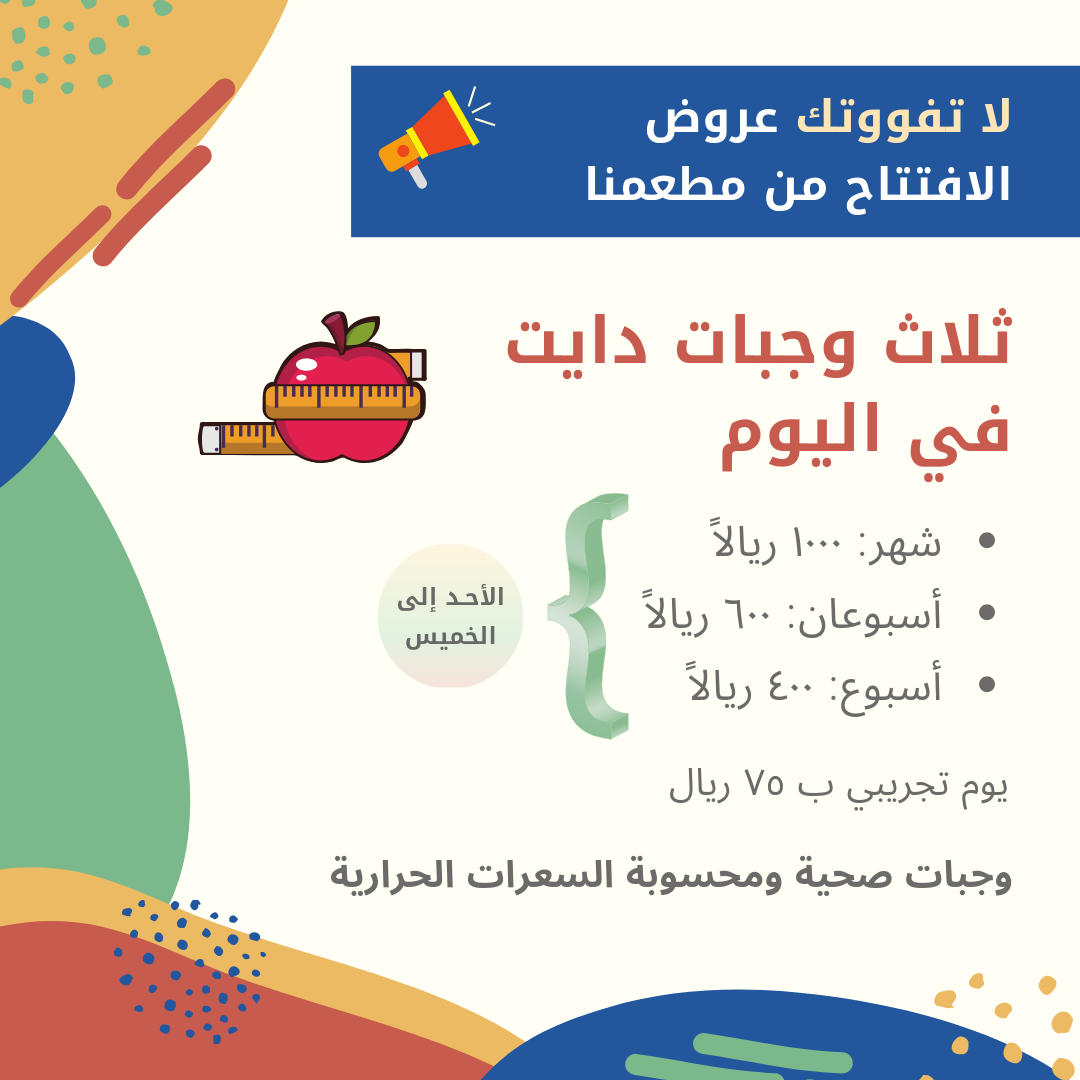 لا تفووتك عروض
الافتتاح من مطعمنا
ثلاث وجبات دايت
في اليوم
شهر: ١٠٠٠ ريالاً
أسبوعان: ٦٠٠ ريالاً
أسبوع: ٤٠٠ ريالاً
الأحد إلى
الخميس
يوم تجريبي ب ٧٥ ريال
وجبات صحية ومحسوبة السعرات الحرارية